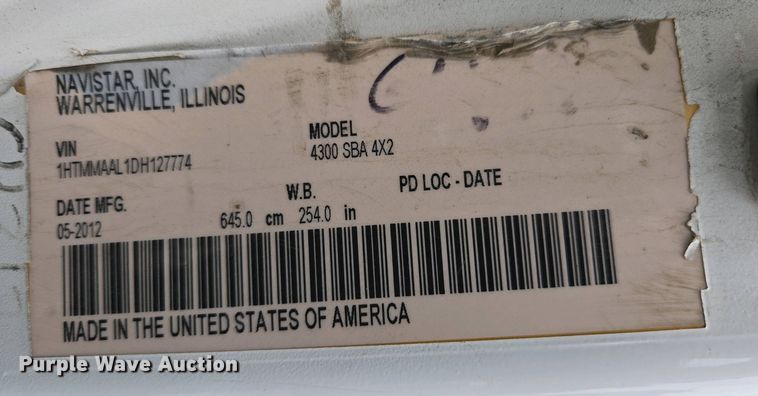 NAVISTAR, INC.
WARRENVILLE, ILLINOIS
VIN
1HTMMAAL1DH127774
MODEL
4300 SBA 4X2
DATE MFG.
05-2012
W.B.
645.0 cm 254.0 in
PD LOC - DATE
MADE IN THE UNITED STATES OF AMERICA
Purple Wave Auction